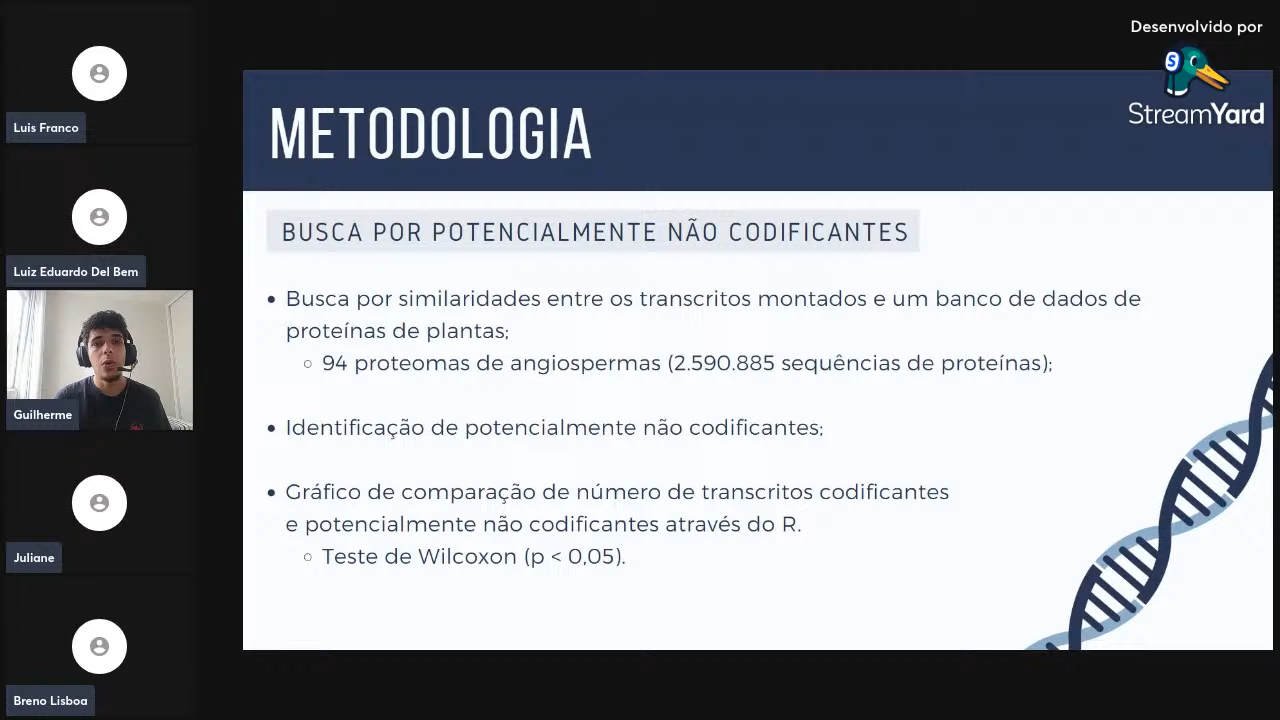 Desenvolvido por
StreamYard
Luis Franco
Luiz Eduardo Del Bem
Guilherme
Juliane
Breno Lisboa
METODOLOGIA
BUSCA POR POTENCIALMENTE NÃO CODIFICANTES
• Busca por similaridades entre os transcritos montados e um banco de dados de
proteínas de plantas;
◦ 94 proteomas de angiospermas (2.590.885 sequências de proteínas);
• Identificação de potencialmente não codificantes;
• Gráfico de comparação de número de transcritos codificantes
e potencialmente não codificantes através do R.
◦ Teste de Wilcoxon (p < 0,05).